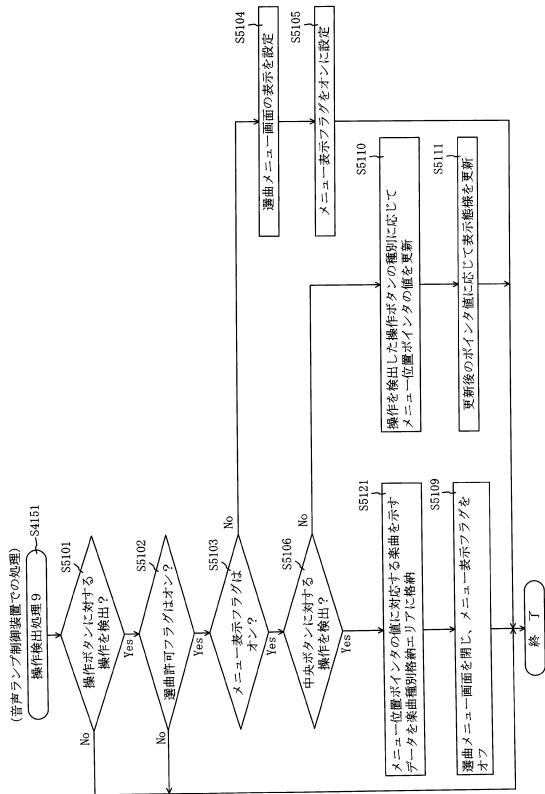 (音声ランプ制御装置での処理)
操作検出処理9
S4151
S5101
操作ボタンに対する
操作を検出?
No
Yes
S5102
選曲許可フラグはオン?
Yes
S5103
メニュー表示フラグは
オン?
No
Yes
S5104
選曲メニュー画面の表示を設定
S5105
メニュー表示フラグをオンに設定
S5106
中央ボタンに対する
操作を検出?
No
Yes
S5110
操作を検出した操作ボタンの種別に応じて
メニュー位置ポインタの値を更新
S5111
更新後のポインタ値に応じて表示態様を更新
S5121
メニュー位置ポインタの値に対応する楽曲を示す
データを楽曲種別格納エリアに格納
S5109
選曲メニュー画面を閉じ、メニュー表示フラグを
オフ
終 了